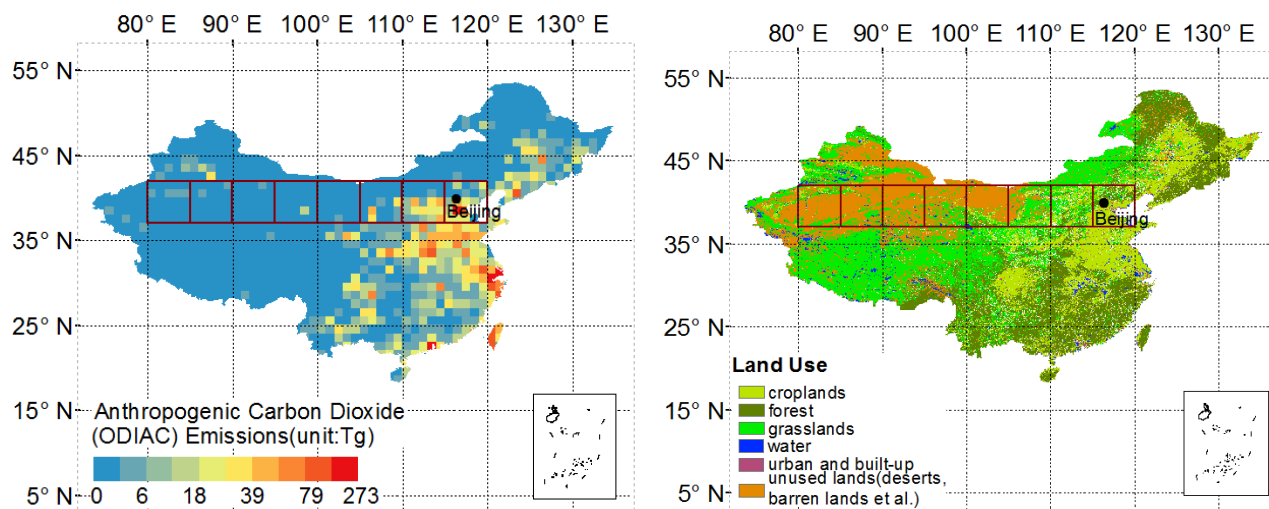 80° E 90° E 100° E 110° E 120° E 130° E
55° N
45° N
35° N
25° N
15° N
5° N
Beijing
Anthropogenic Carbon Dioxide
(ODIAC) Emissions(unit:Tg)
0 6 18 39 79 273
80° E 90° E 100° E 110° E 120° E 130° E
55° N
45° N
35° N
25° N
15° N
5° N
Beijing
Land Use
croplands
forest
grasslands
water
urban and built-up
unused lands(deserts,
barren lands et al.)